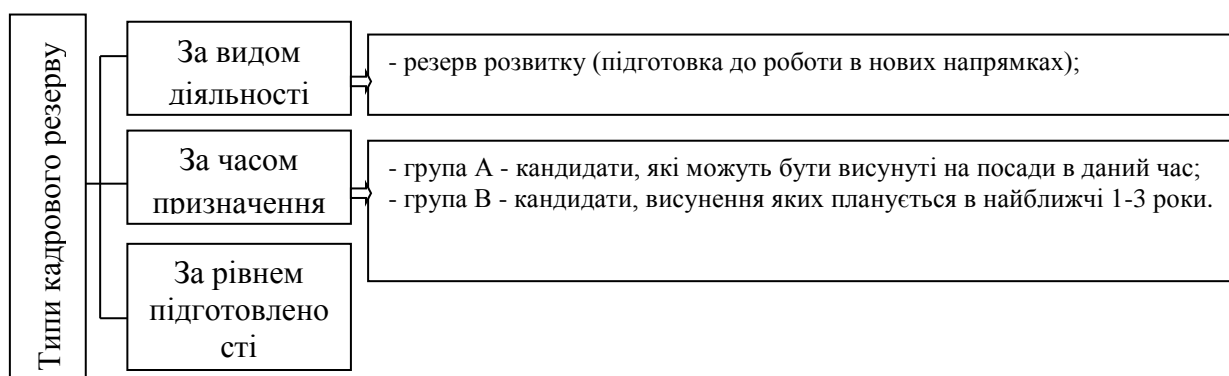 Типи кадрового резерву
За видом
діяльності
- резерв розвитку (підготовка до роботи в нових напрямках);
За часом
призначення
- група А - кандидати, які можуть бути висунуті на посади в даний час;
- група В - кандидати, висунення яких планується в найближчі 1-3 роки.
За рівнем
підготовлено
сті